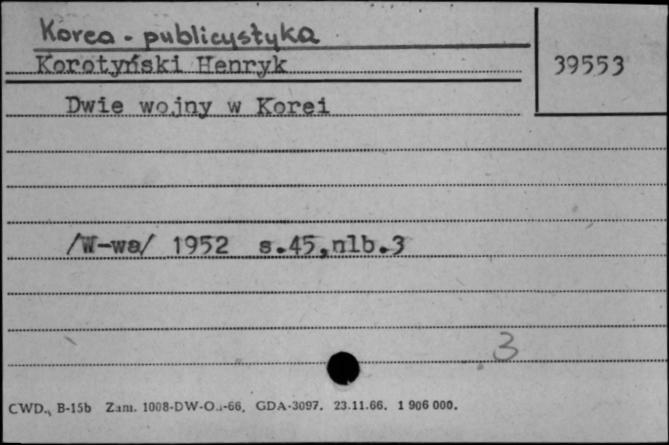 Korea - publicystyka
Korotyński Henryk
39553
Dwie wojny w Korei
/W-wa/ 1952 s.45,nlb.3
3
CWD., B-15b Zam. 1008-DW-O.-66. GDA-3097. 23.11.66. 1 906 000.